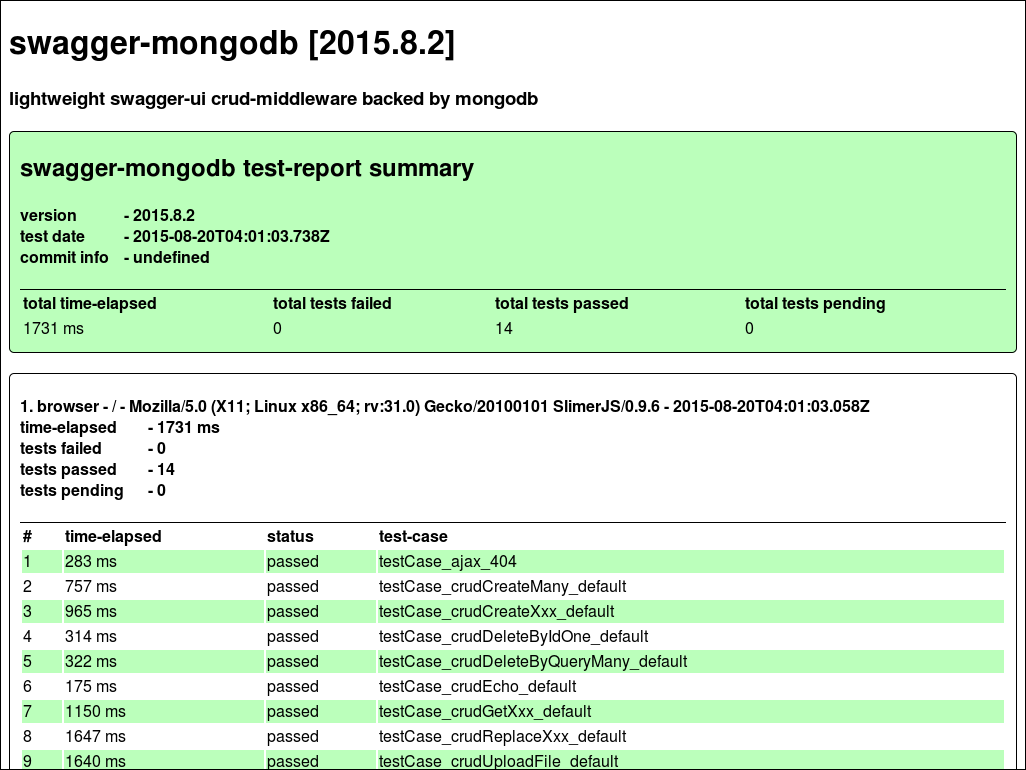 swagger-mongodb [2015.8.2]
lightweight swagger-ui crud-middleware backed by mongodb
swagger-mongodb test-report summary
version - 2015.8.2
test date - 2015-08-20T04:01:03.738Z
commit info - undefined
total time-elapsed total tests failed total tests passed total tests pending
1731 ms 0 14 0
1. browser - / - Mozilla/5.0 (X11; Linux x86_64; rv:31.0) Gecko/20100101 SlimerJS/0.9.6 - 2015-08-20T04:01:03.058Z
time-elapsed - 1731 ms
tests failed - 0
tests passed - 14
tests pending - 0
# time-elapsed status test-case
1 283 ms passed testCase_ajax_404
2 757 ms passed testCase_crudCreateMany_default
3 965 ms passed testCase_crudCreateXxx_default
4 314 ms passed testCase_crudDeleteByIdOne_default
5 322 ms passed testCase_crudDeleteByQueryMany_default
6 175 ms passed testCase_crudEcho_default
7 1150 ms passed testCase_crudGetXxx_default
8 1647 ms passed testCase_crudReplaceXxx_default
9 1640 ms passed testCase_crudUploadFile_default